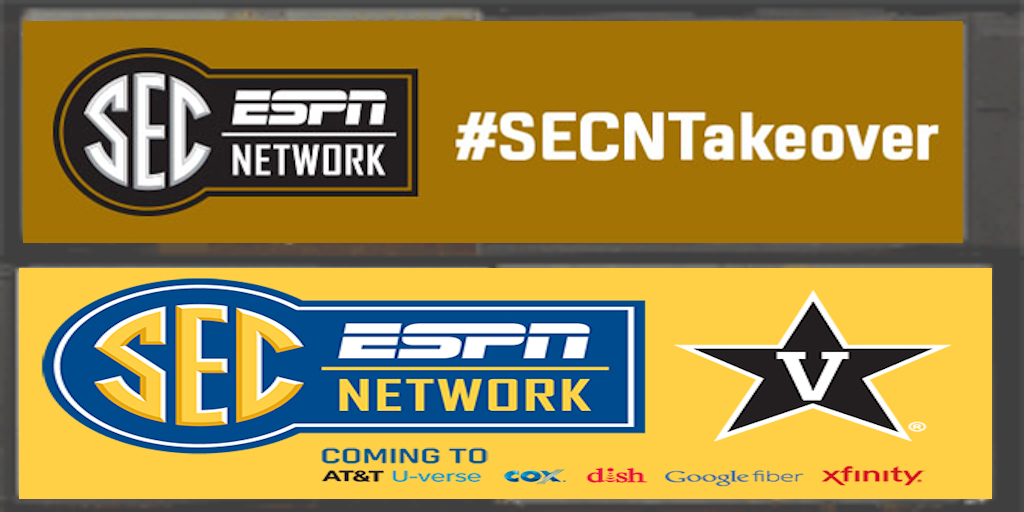 SEC ESPN NETWORK
#SECNTakeover
SEC ESPN NETWORK
V ®
COMING TO
AT&T U-verse COX dish Google fiber xfinity